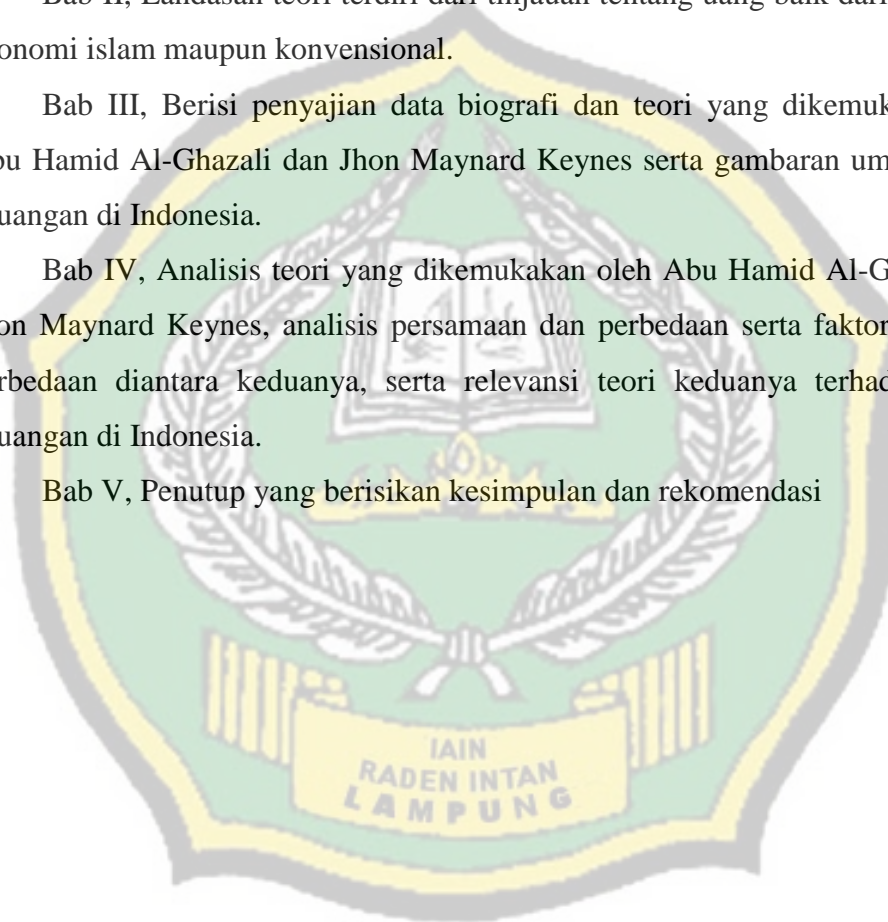 Bab II, Landasan teori terdiri dari tinjauan tentang uang baik dari
onomi islam maupun konvensional.
Bab III, Berisi penyajian data biografi dan teori yang dikemuk
bu Hamid Al-Ghazali dan Jhon Maynard Keynes serta gambaran um
uangan di Indonesia.
Bab IV, Analisis teori yang dikemukakan oleh Abu Hamid Al-G
on Maynard Keynes, analisis persamaan dan perbedaan serta faktor
rbedaan diantara keduanya, serta relevansi teori keduanya terhad
uangan di Indonesia.
Bab V, Penutup yang berisikan kesimpulan dan rekomendasi
IAIN
RADEN INTAN
LAMPUNG